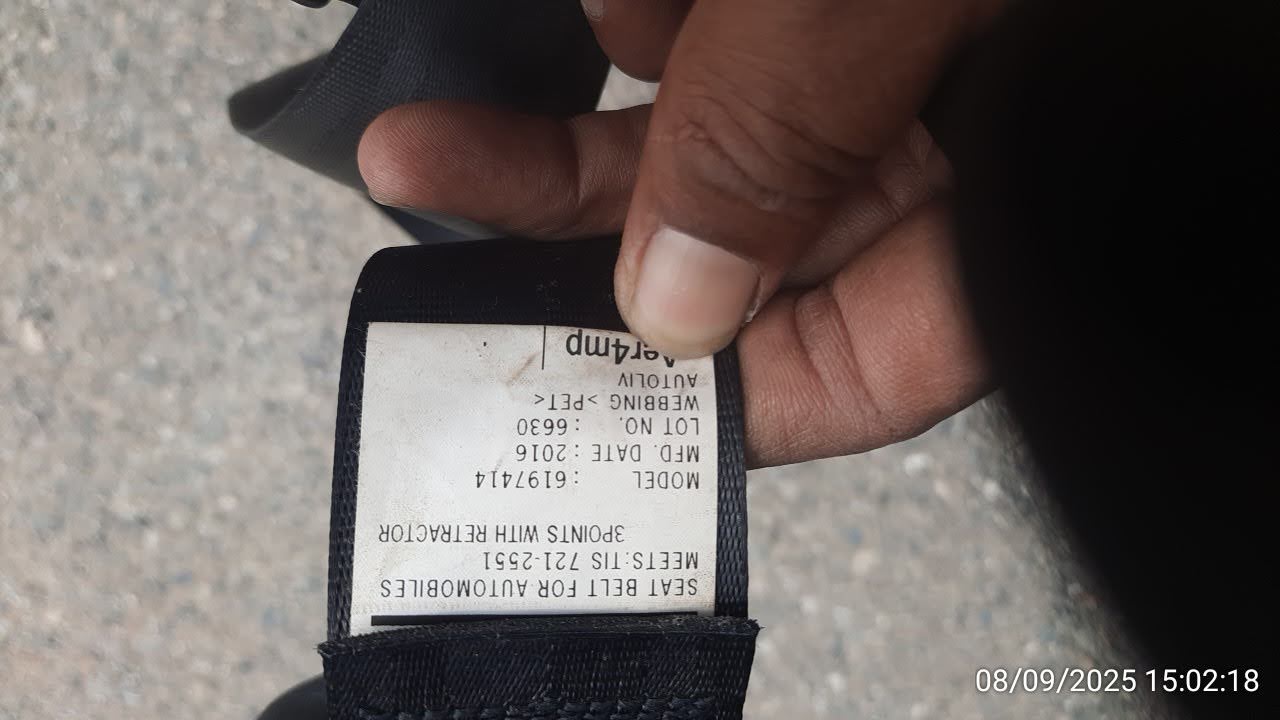 SEAT BELT FOR AUTOMOBILES
MEETS:TIS 721-2551
3POINTS WITH RETRACTOR
MODEL :6197414
MFD. DATE :2016
LOT NO. :6630
WEBBING >PET<
AUTOLIV
08/09/2025 15:02:18